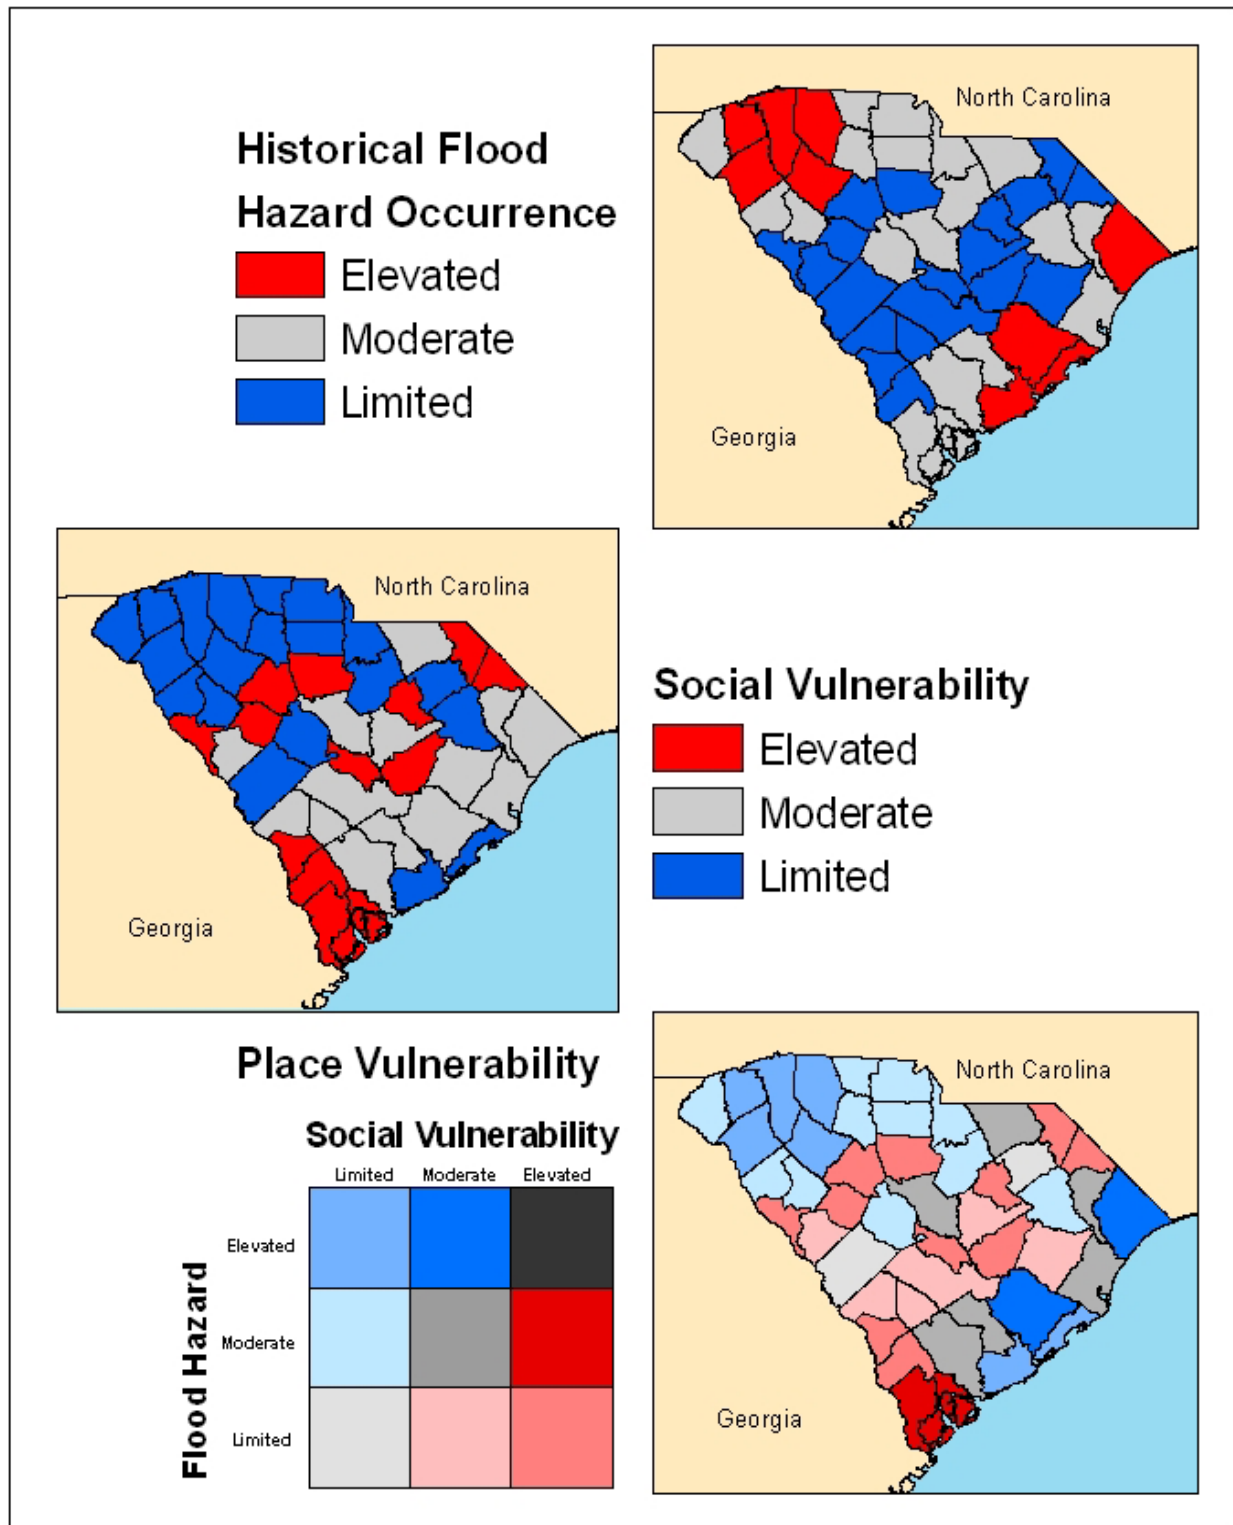 Historical Flood
Hazard Occurrence
Elevated
Moderate
Limited
North Carolina
Georgia
North Carolina
Georgia
Social Vulnerability
Elevated
Moderate
Limited
Place Vulnerability
Social Vulnerability
Limited Moderate Elevated
Flood Hazard
Elevated
Moderate
Limited
North Carolina
Georgia